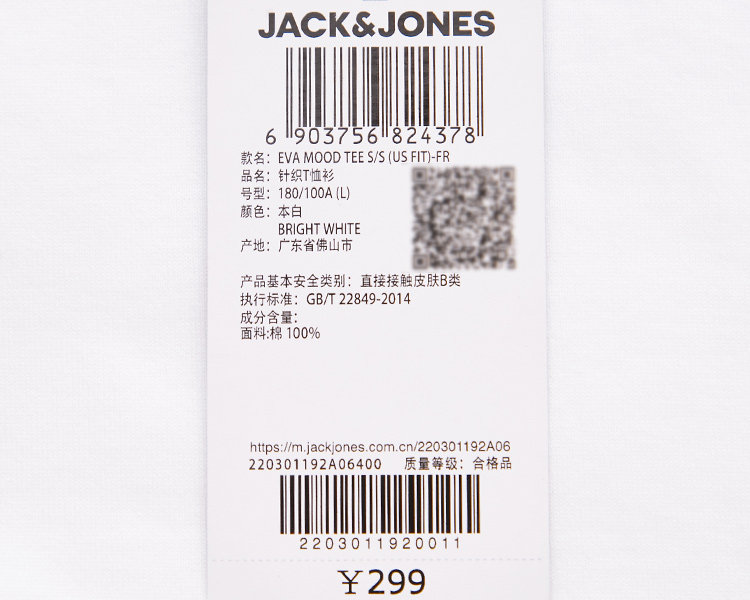 JACK&JONES
6 903756 824378
款名：EVA MOOD TEE S/S (US FIT)-FR
品名：针织T恤衫
号型：180/100A (L)
颜色：本白
BRIGHT WHITE
产地：广东省佛山市
产品基本安全类别：直接接触皮肤B类
执行标准：GB/T 22849-2014
成分含量：
面料:棉 100%
https://m.jackjones.com.cn/220301192A06
220301192A06400 质量等级：合格品
2203011920011
￥299